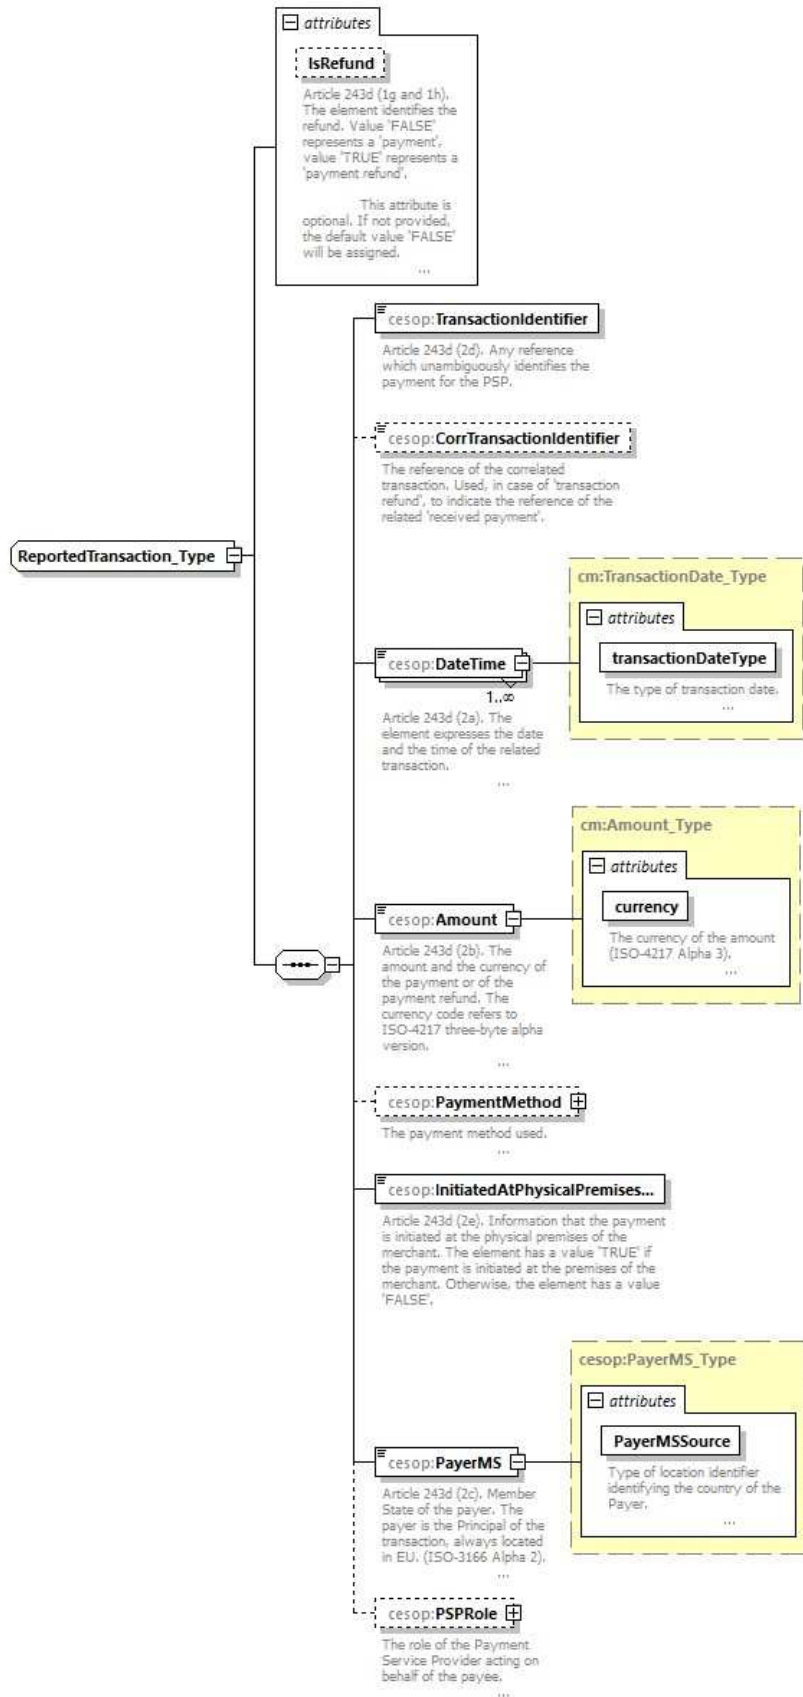 attributes
IsRefund
Article 243d (1g and 1h).
The element identifies the
refund. Value 'FALSE'
represents a 'payment',
value 'TRUE' represents a
'payment refund'.
This attribute is
optional. If not provided,
the default value 'FALSE'
will be assigned.
...
cesop:TransactionIdentifier
Article 243d (2d). Any reference
which unambiguously identifies the
payment for the PSP.
cesop:CorrTransactionIdentifier
The reference of the correlated
transaction. Used, in case of 'transaction
refund', to indicate the reference of the
related 'received payment'.
ReportedTransaction_Type
cm:TransactionDate_Type
attributes
cesop:DateTime
transactionDateType
The type of transaction date.
...
1..∞
Article 243d (2a). The
element expresses the date
and the time of the related
transaction.
...
cm:Amount_Type
attributes
cesop:Amount
currency
The currency of the amount
(ISO-4217 Alpha 3).
...
Article 243d (2b). The
amount and the currency of
the payment or of the
payment refund. The
currency code refers to
ISO-4217 three-byte alpha
version.
...
cesop:PaymentMethod
The payment method used.
...
cesop:InitiatedAtPhysicalPremises...
Article 243d (2e). Information that the payment
is initiated at the physical premises of the
merchant. The element has a value 'TRUE' if
the payment is initiated at the premises of the
merchant. Otherwise, the element has a value
'FALSE'.
cesop:PayerMS_Type
attributes
cesop:PayerMS
PayerMSSource
Type of location identifier
identifying the country of the
Payer.
...
Article 243d (2c). Member
State of the payer. The
payer is the Principal of the
transaction, always located
in EU. (ISO-3166 Alpha 2).
...
cesop:PSPRole
The role of the Payment
Service Provider acting on
behalf of the payee.
...